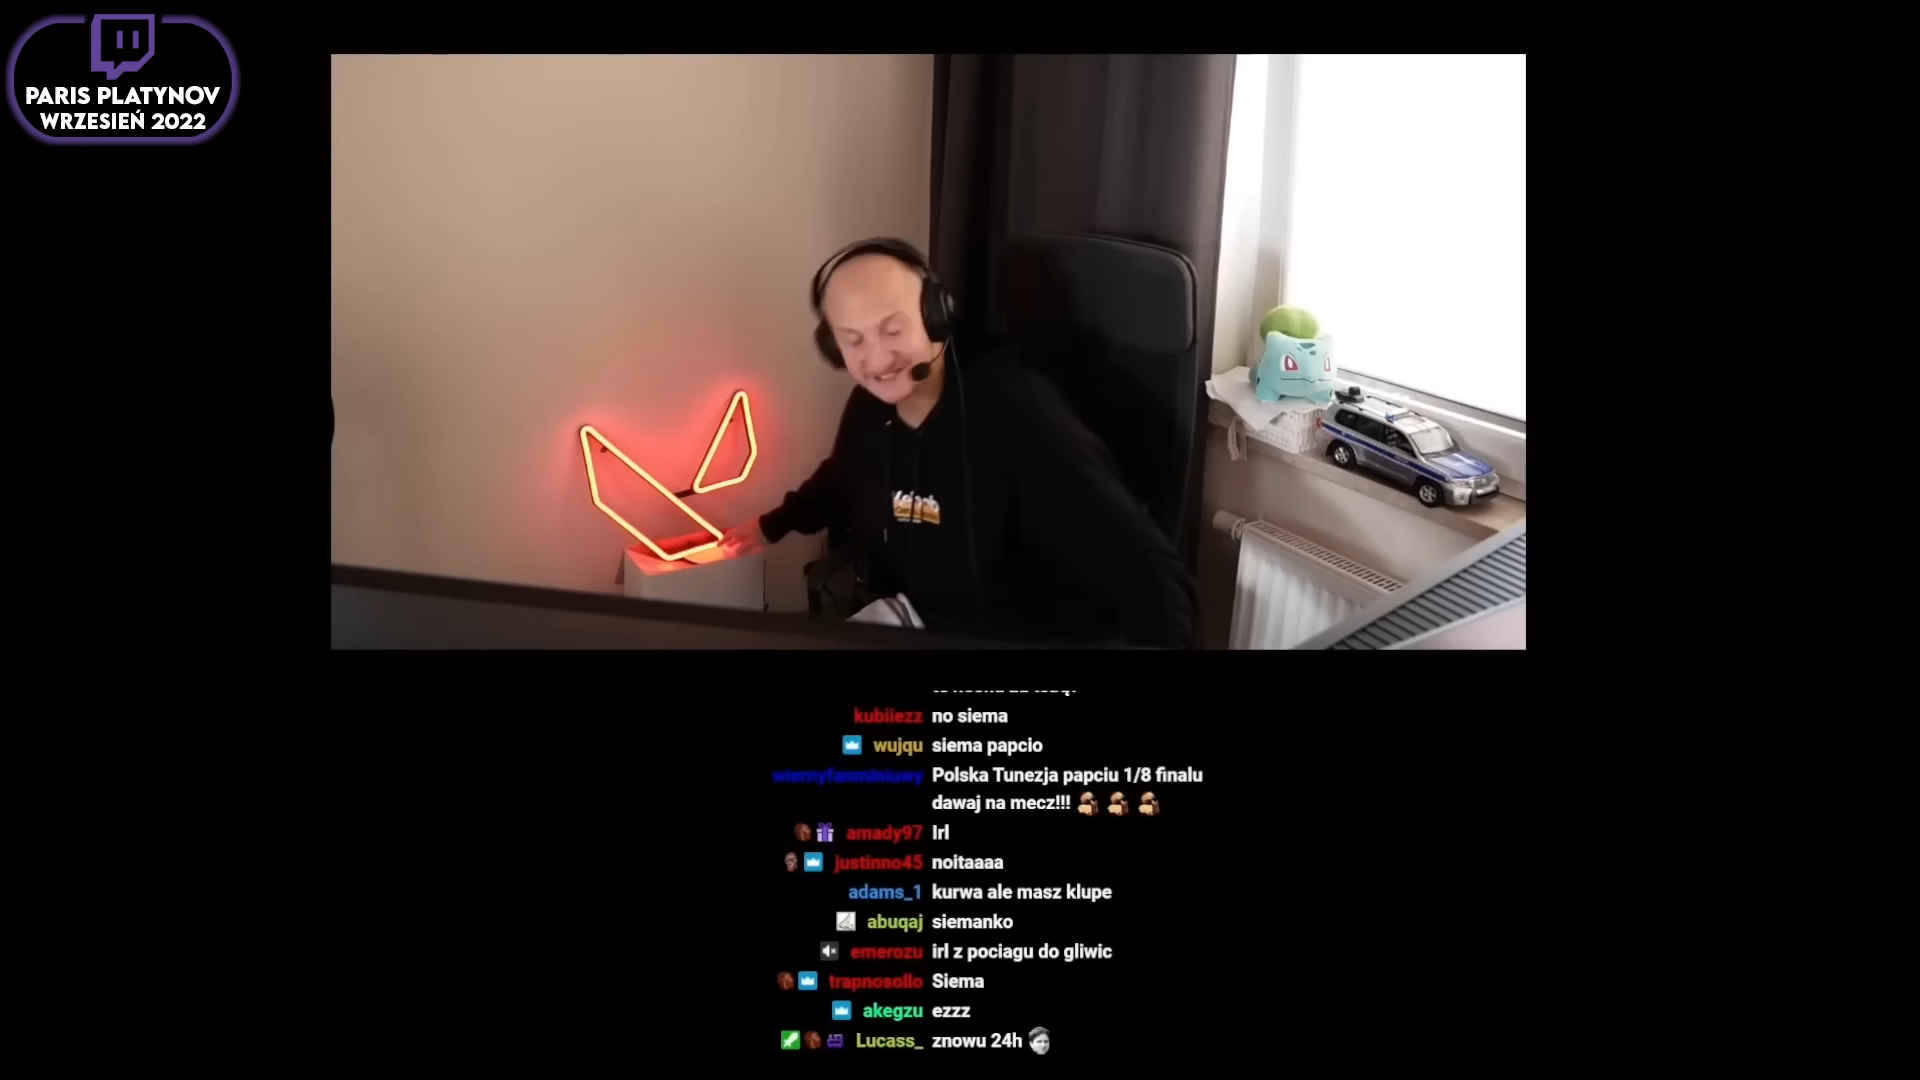 PARIS PLATYNOV
WRZESIEŃ 2022
kubiiezz no siema
wujqu siema papcio
wiernyfanminiuwy Polska Tunezja papciu 1/8 finalu
dawaj na mecz!!!
amady97 Irl
justinno45 noitaaaa
adams_1 kurwa ale masz klupe
abuqaj siemanko
emerozu irl z pociagu do gliwic
trapnosollo Siema
akegzu ezzz
Lucass_ znowu 24h